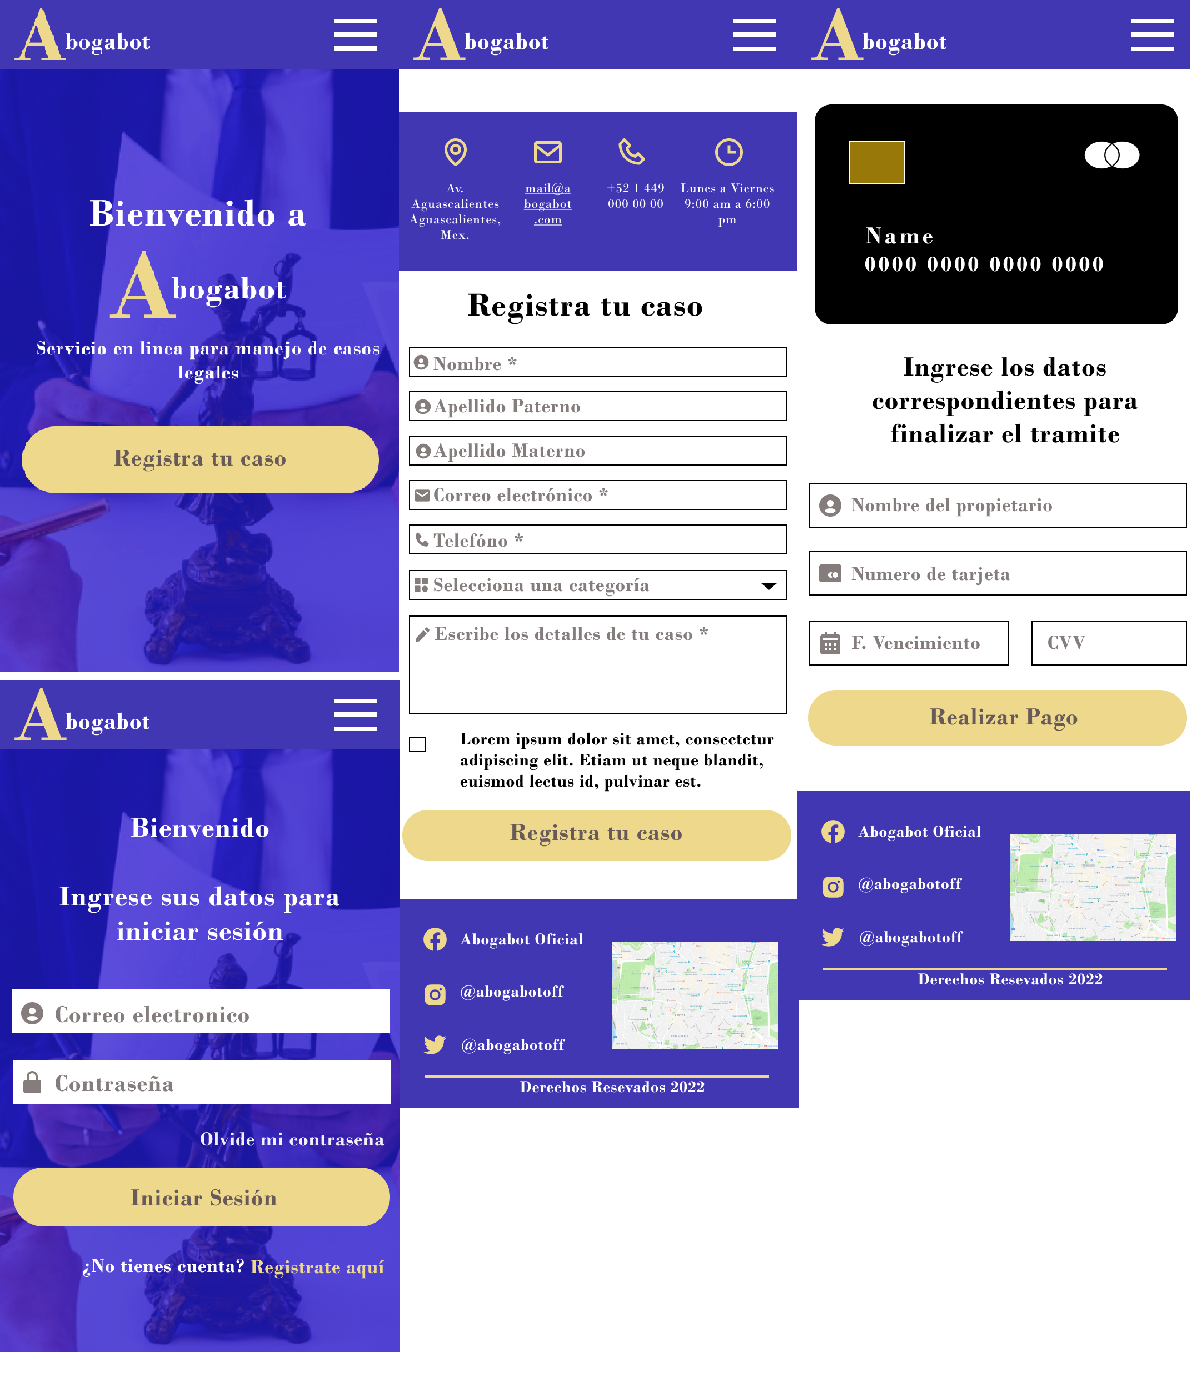 Abogabot
Bienvenido a
Abogabot
Servicio en linea para manejo de casos
legales
Registra tu caso
Abogabot
Bienvenido
Ingrese sus datos para
iniciar sesión
Correo electronico
Contraseña
Olvide mi contraseña
Iniciar Sesión
¿No tienes cuenta? Registrate aquí
Abogabot
Av.
Aguascalientes
Aguascalientes,
Mex.
mail@a
bogabot
.com
+52 1 449
000 00 00
Lunes a Viernes
9:00 am a 6:00
pm
Registra tu caso
Nombre *
Apellido Paterno
Apellido Materno
Correo electrónico *
Telefóno *
Selecciona una categoría
Escribe los detalles de tu caso *
Lorem ipsum dolor sit amet, consectetur
adipiscing elit. Etiam ut neque blandit,
euismod lectus id, pulvinar est.
Registra tu caso
Abogabot Oficial
@abogabotoff
@abogabotoff
Derechos Resevados 2022
Abogabot
Name
0000 0000 0000 0000
Ingrese los datos
correspondientes para
finalizar el tramite
Nombre del propietario
Numero de tarjeta
F. Vencimiento
CVV
Realizar Pago
Abogabot Oficial
@abogabotoff
@abogabotoff
Derechos Resevados 2022